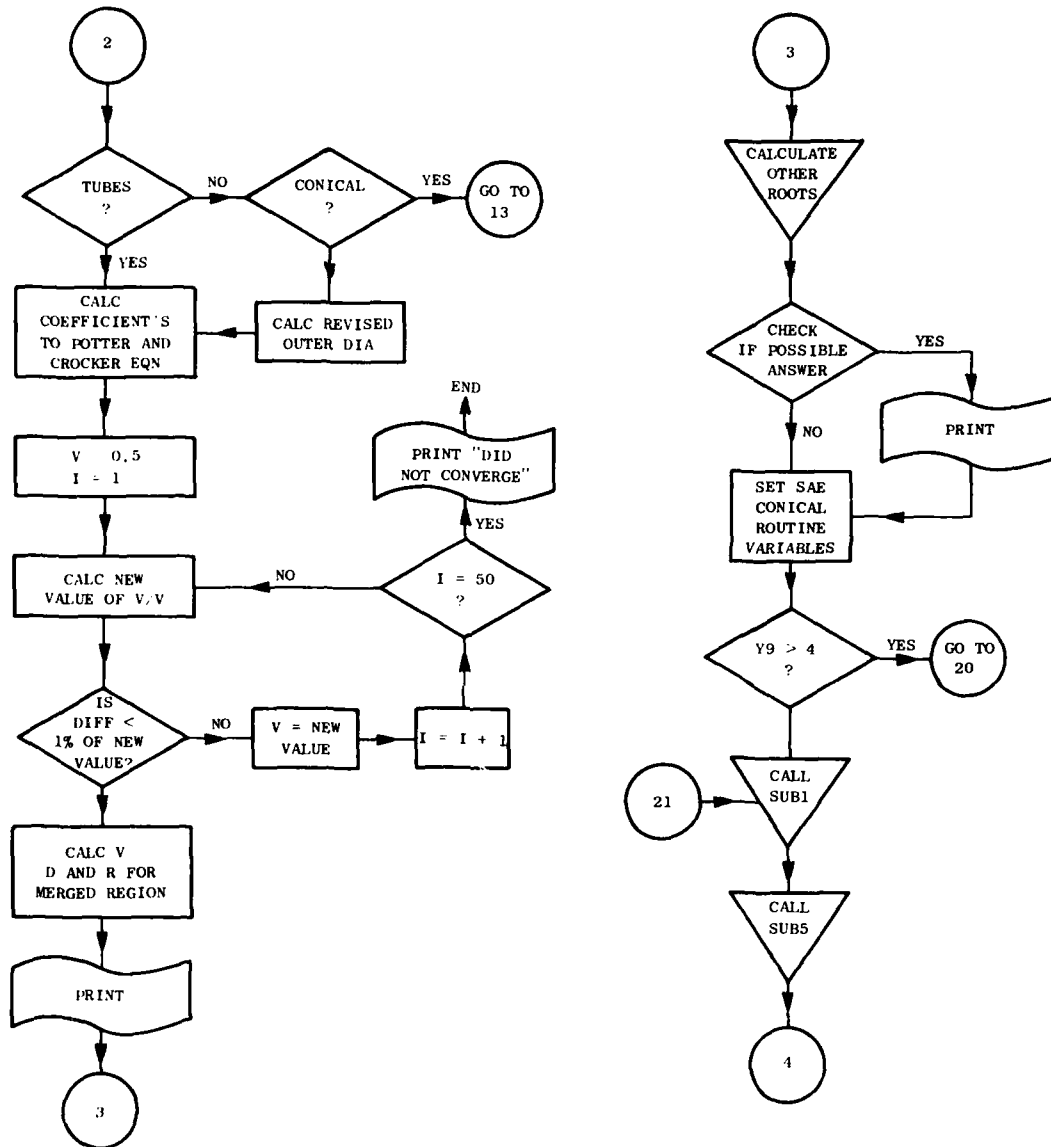 2
TUBES
?
NO
CONICAL
?
YES
GO TO
13
YES
CALC
COEFFICIENT'S
TO POTTER AND
CROCKER EQN
CALC REVISED
OUTER DIA
END
PRINT "DID
NOT CONVERGE"
V 0.5
I = 1
YES
CALC NEW
VALUE OF V/V
NO
I = 50
?
IS
DIFF <
1% OF NEW
VALUE?
NO
V = NEW
VALUE
I = I + 1
CALC V
D AND R FOR
MERGED REGION
PRINT
3
3
CALCULATE
OTHER
ROOTS
CHECK
IF POSSIBLE
ANSWER
YES
PRINT
NO
SET SAE
CONICAL
ROUTINE
VARIABLES
Y9 > 4
?
YES
GO TO
20
21
CALL
SUB1
CALL
SUB5
4